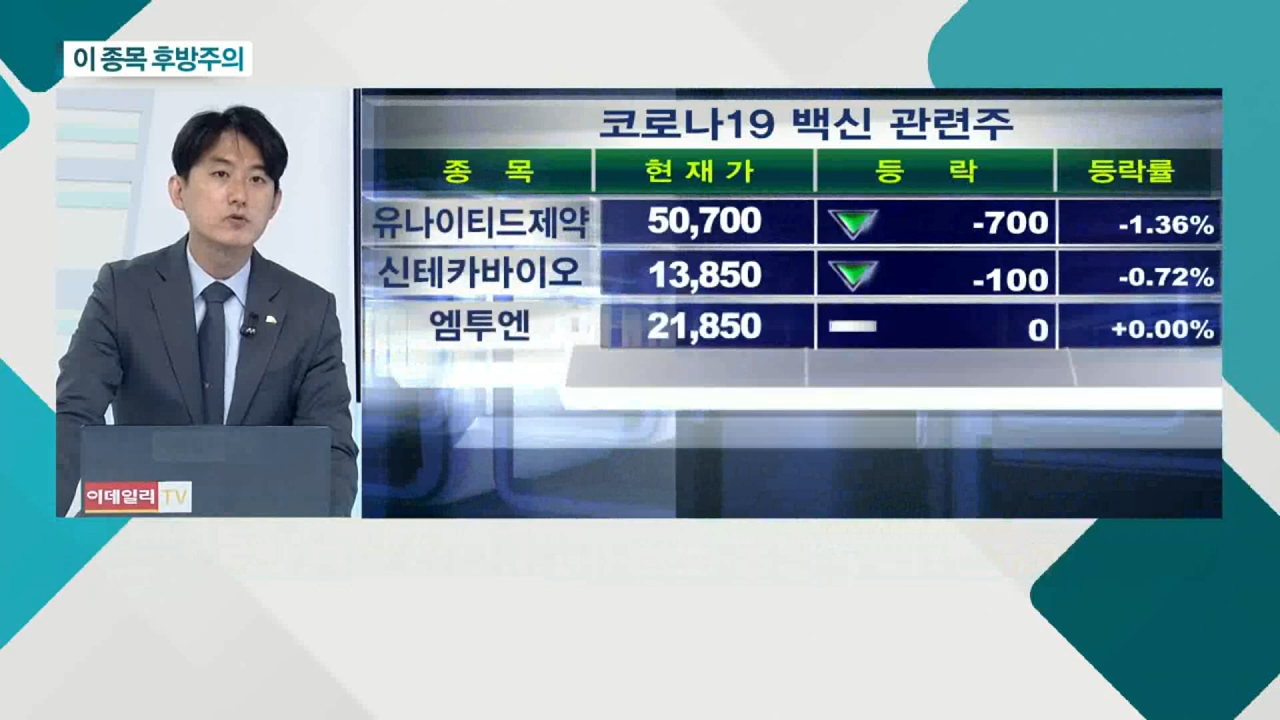 이 종목 후방주의
코로나19 백신 관련주
종 목 현 재 가 등 락 등락률
유나이티드제약 50,700 -700 -1.36%
신테카바이오 13,850 -100 -0.72%
엠투엔 21,850 0 +0.00%
이데일리TV